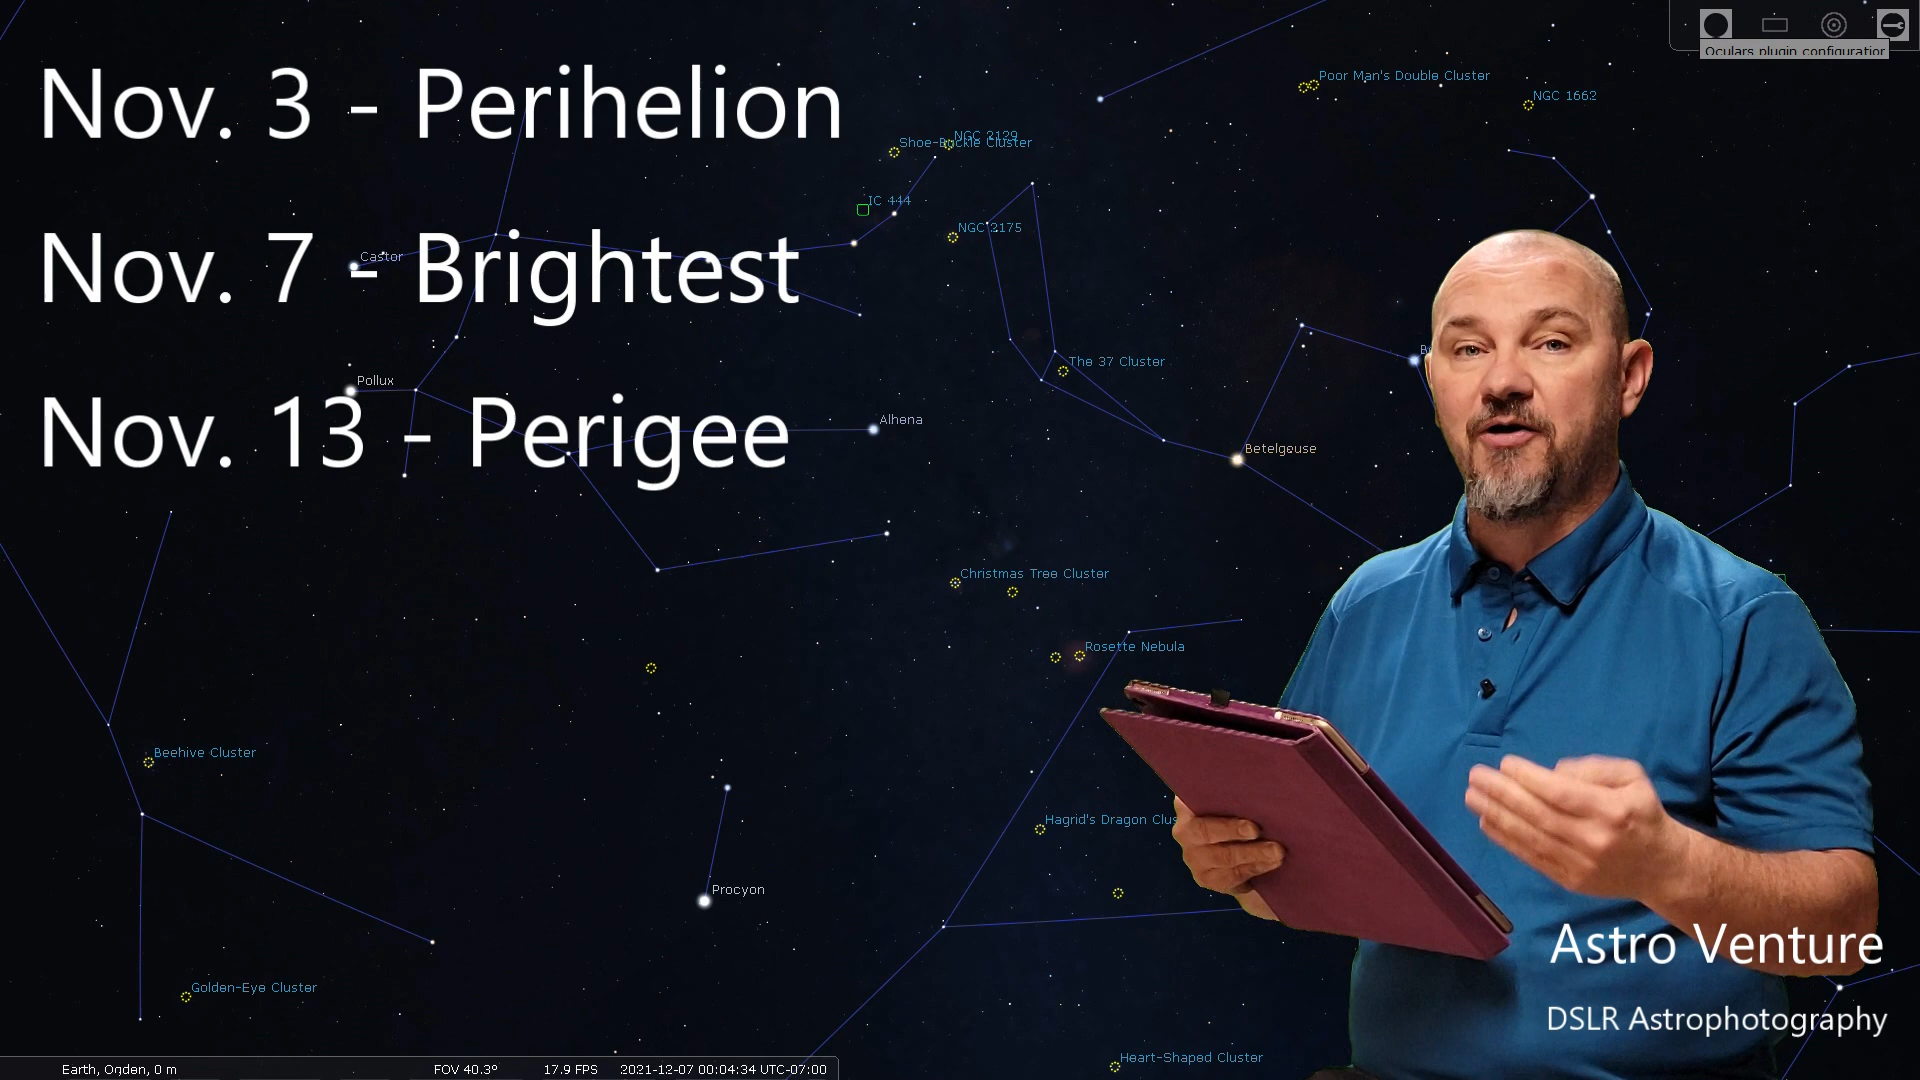 Oculars plugin configuration
Poor Man's Double Cluster
NGC 1662
Nov. 3 - Perihelion
NGC 2129
Shoe-Buckle Cluster
IC 444
NGC 2175
Nov. 7 - Brightest
Castor
The 37 Cluster
Pollux
Nov. 13 - Perigee
Alhena
Betelgeuse
Christmas Tree Cluster
Rosette Nebula
Beehive Cluster
Hagrid's Dragon Clus
Procyon
Astro Venture
Golden-Eye Cluster
DSLR Astrophotography
Heart-Shaped Cluster
Earth, Ogden, 0 m FOV 40.3° 17.9 FPS 2021-12-07 00:04:34 UTC-07:00